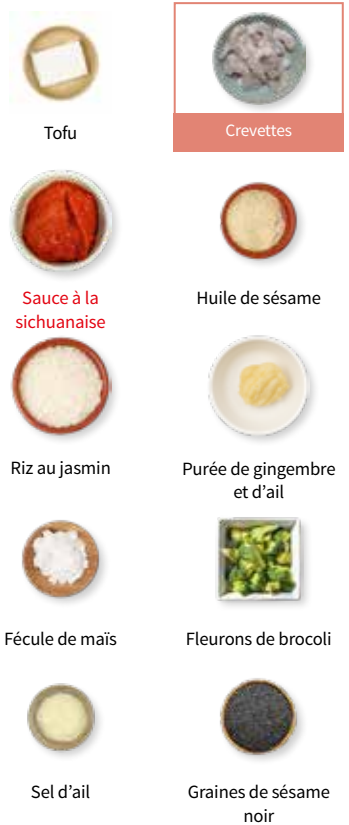 Tofu
Crevettes
Sauce à la
sichuanaise
Huile de sésame
Riz au jasmin
Purée de gingembre
et d'ail
Fécule de maïs
Fleurons de brocoli
Sel d'ail
Graines de sésame
noir